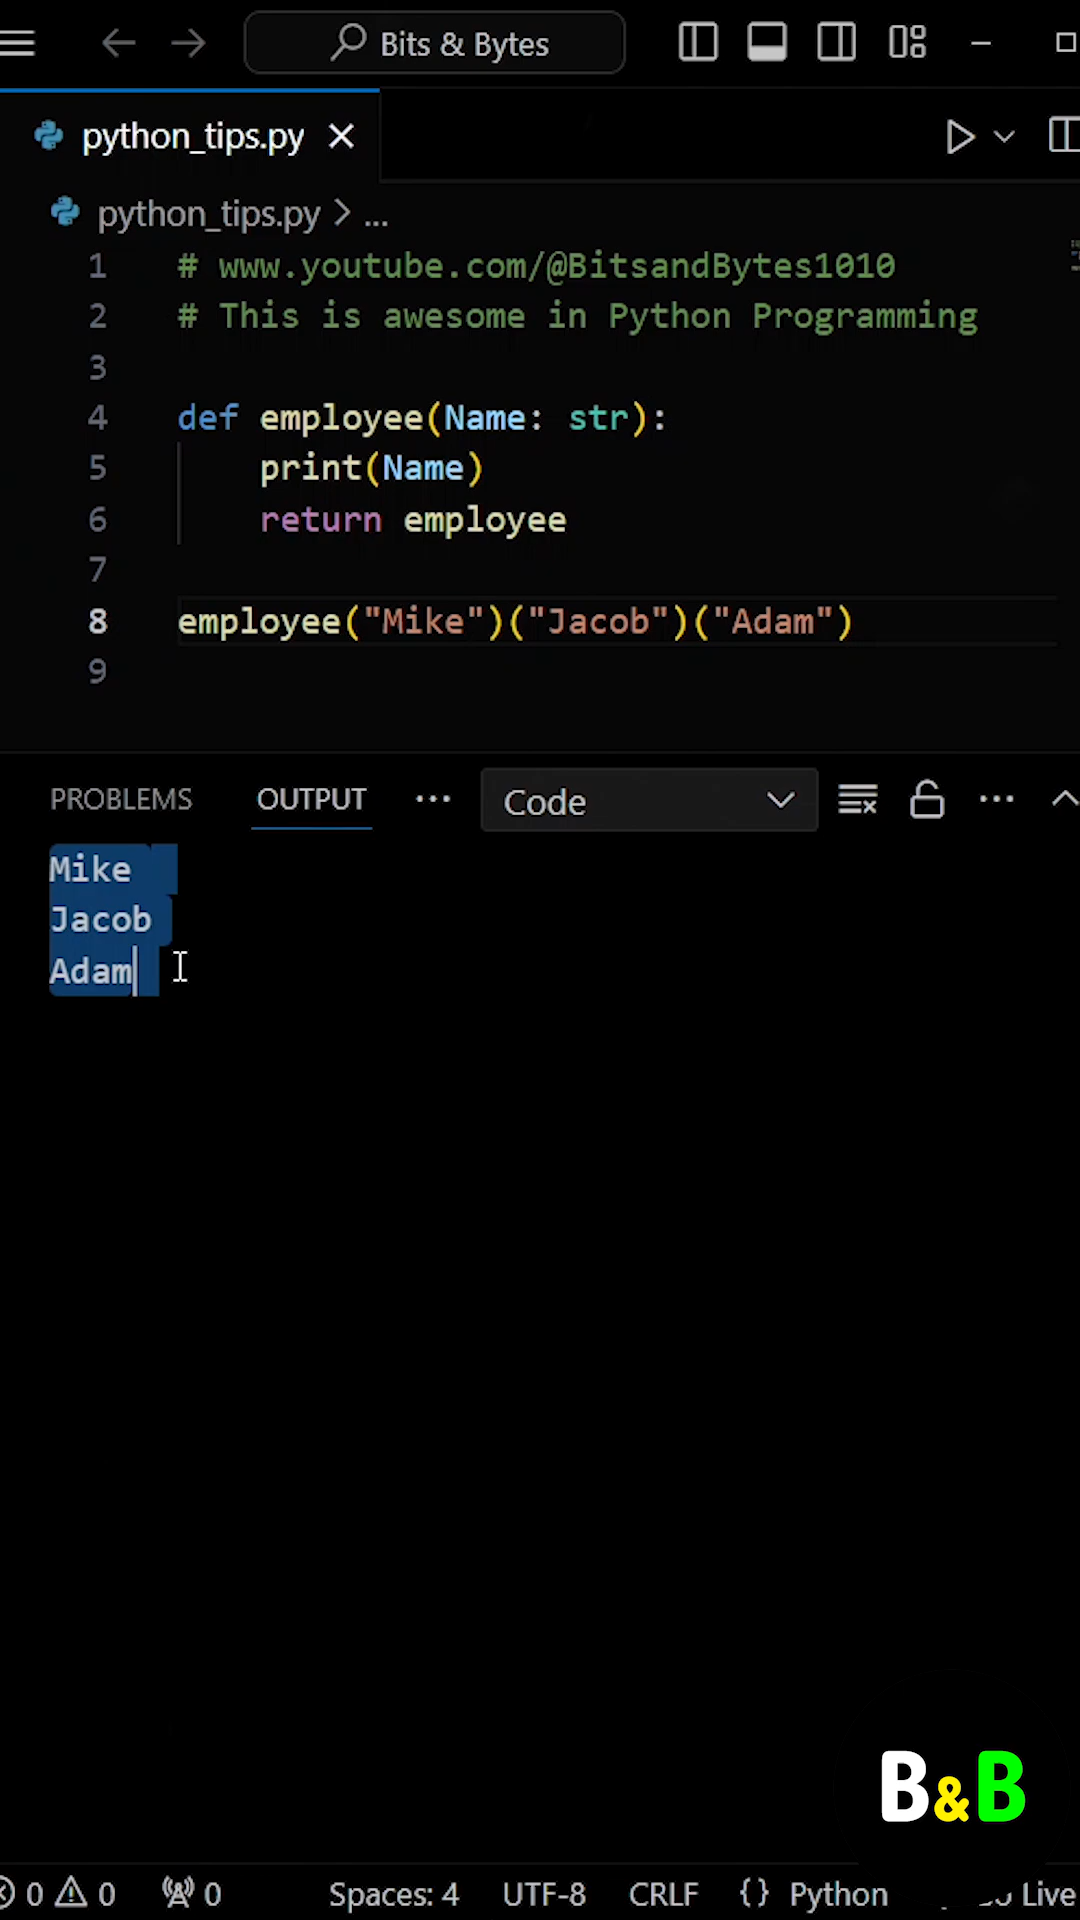 Bits & Bytes
python_tips.py
python_tips.py > ...
1 # www.youtube.com/@BitsandBytes1010
2 # This is awesome in Python Programming
3
4 def employee(Name: str):
5 print(Name)
6 return employee
7
8 employee("Mike")("Jacob")("Adam")
9
PROBLEMS OUTPUT ... Code
Mike
Jacob
Adam
B&B
0 0 0 Spaces: 4 UTF-8 CRLF {} Python Live